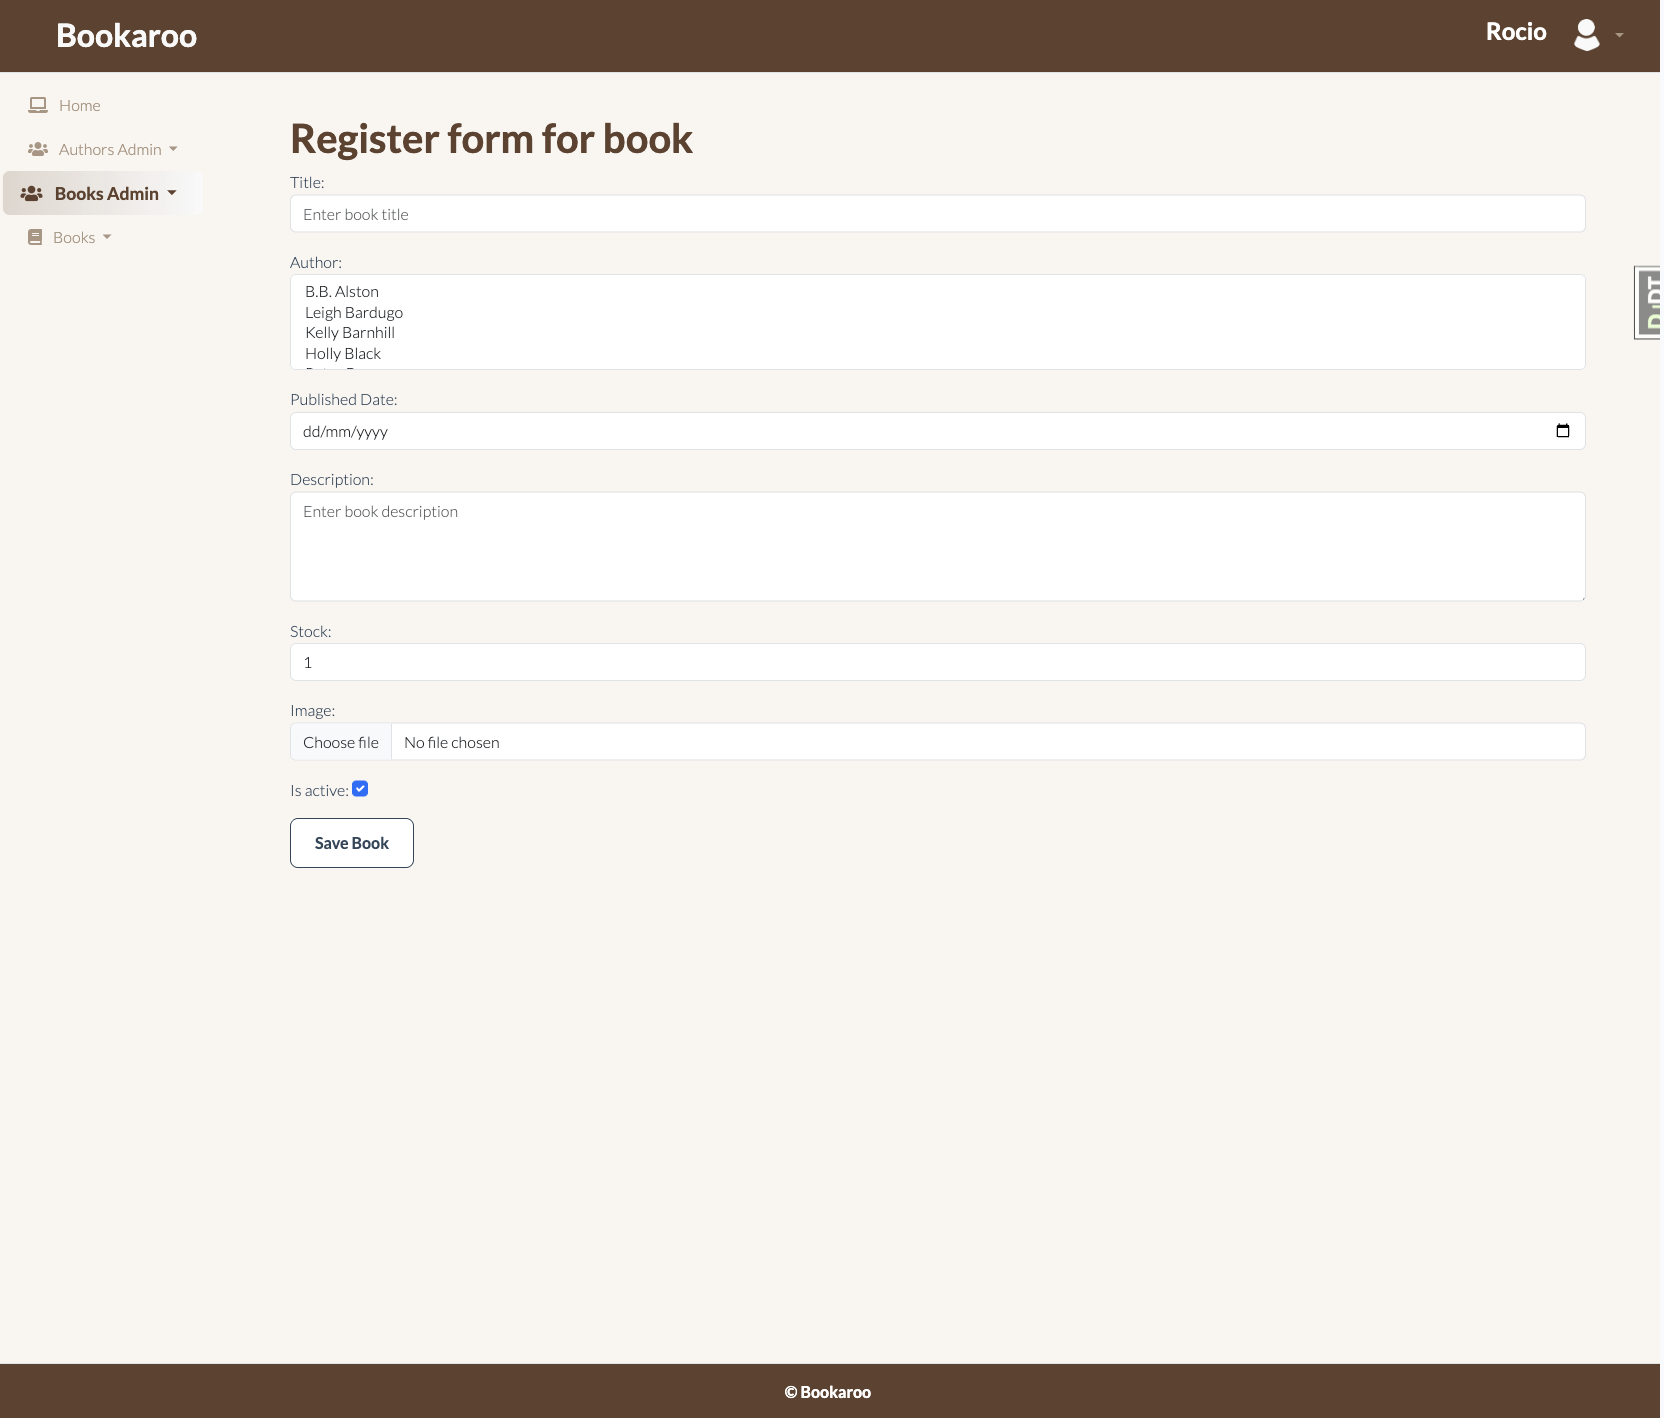 Bookaroo
Rocio
Home
Authors Admin
Books Admin
Books
Register form for book
Title:
Enter book title
Author:
B.B. Alston
Leigh Bardugo
Kelly Barnhill
Holly Black
Published Date:
dd/mm/yyyy
Description:
Enter book description
Stock:
1
Image:
Choose file No file chosen
Is active:
Save Book
DjDT
© Bookaroo